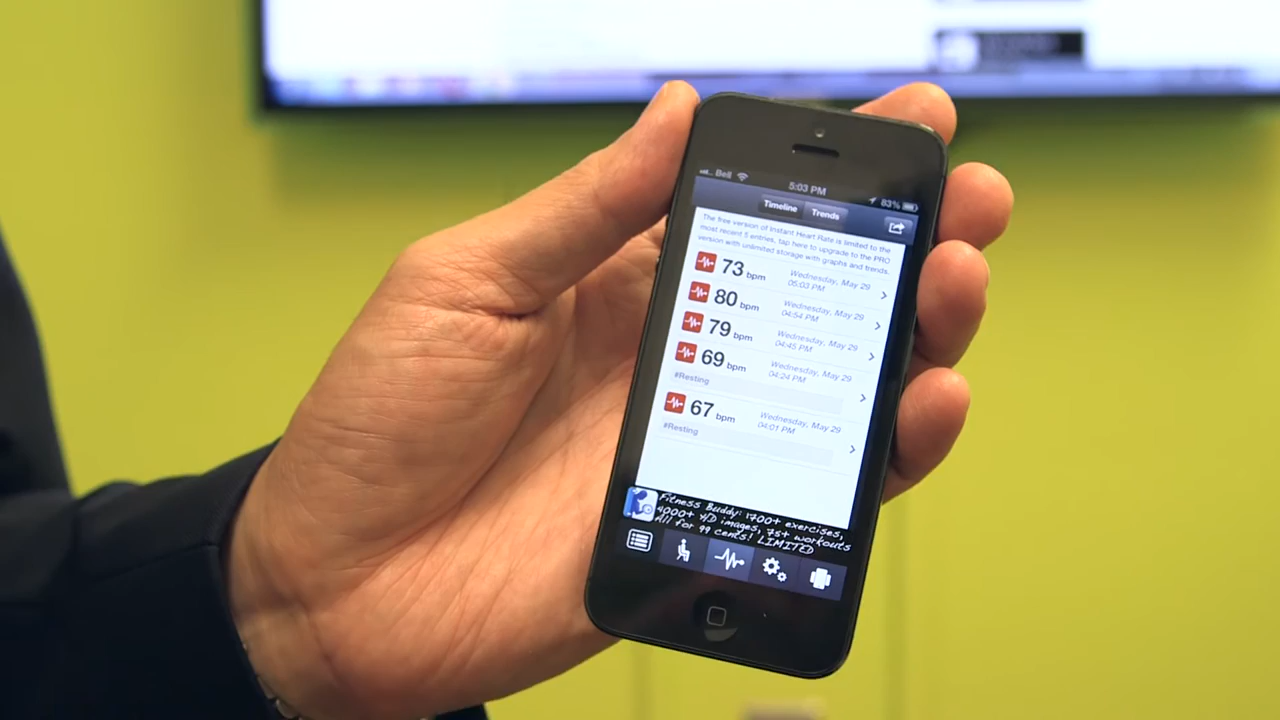 Bell
5:03 PM
83%
Timeline
Trends
The free version of Instant Heart Rate is limited to the
most recent 5 entries, tap here to upgrade to the PRO
version with unlimited storage with graphs and trends.
73 bpm
Wednesday, May 29
05:03 PM
80 bpm
Wednesday, May 29
04:54 PM
79 bpm
Wednesday, May 29
04:45 PM
69 bpm
Wednesday, May 29
04:24 PM
#Resting
67 bpm
Wednesday, May 29
04:01 PM
#Resting
Fitness Buddy: 1700+ exercises,
4000+ HD images, 75+ workouts
All for 99 cents! LIMITED